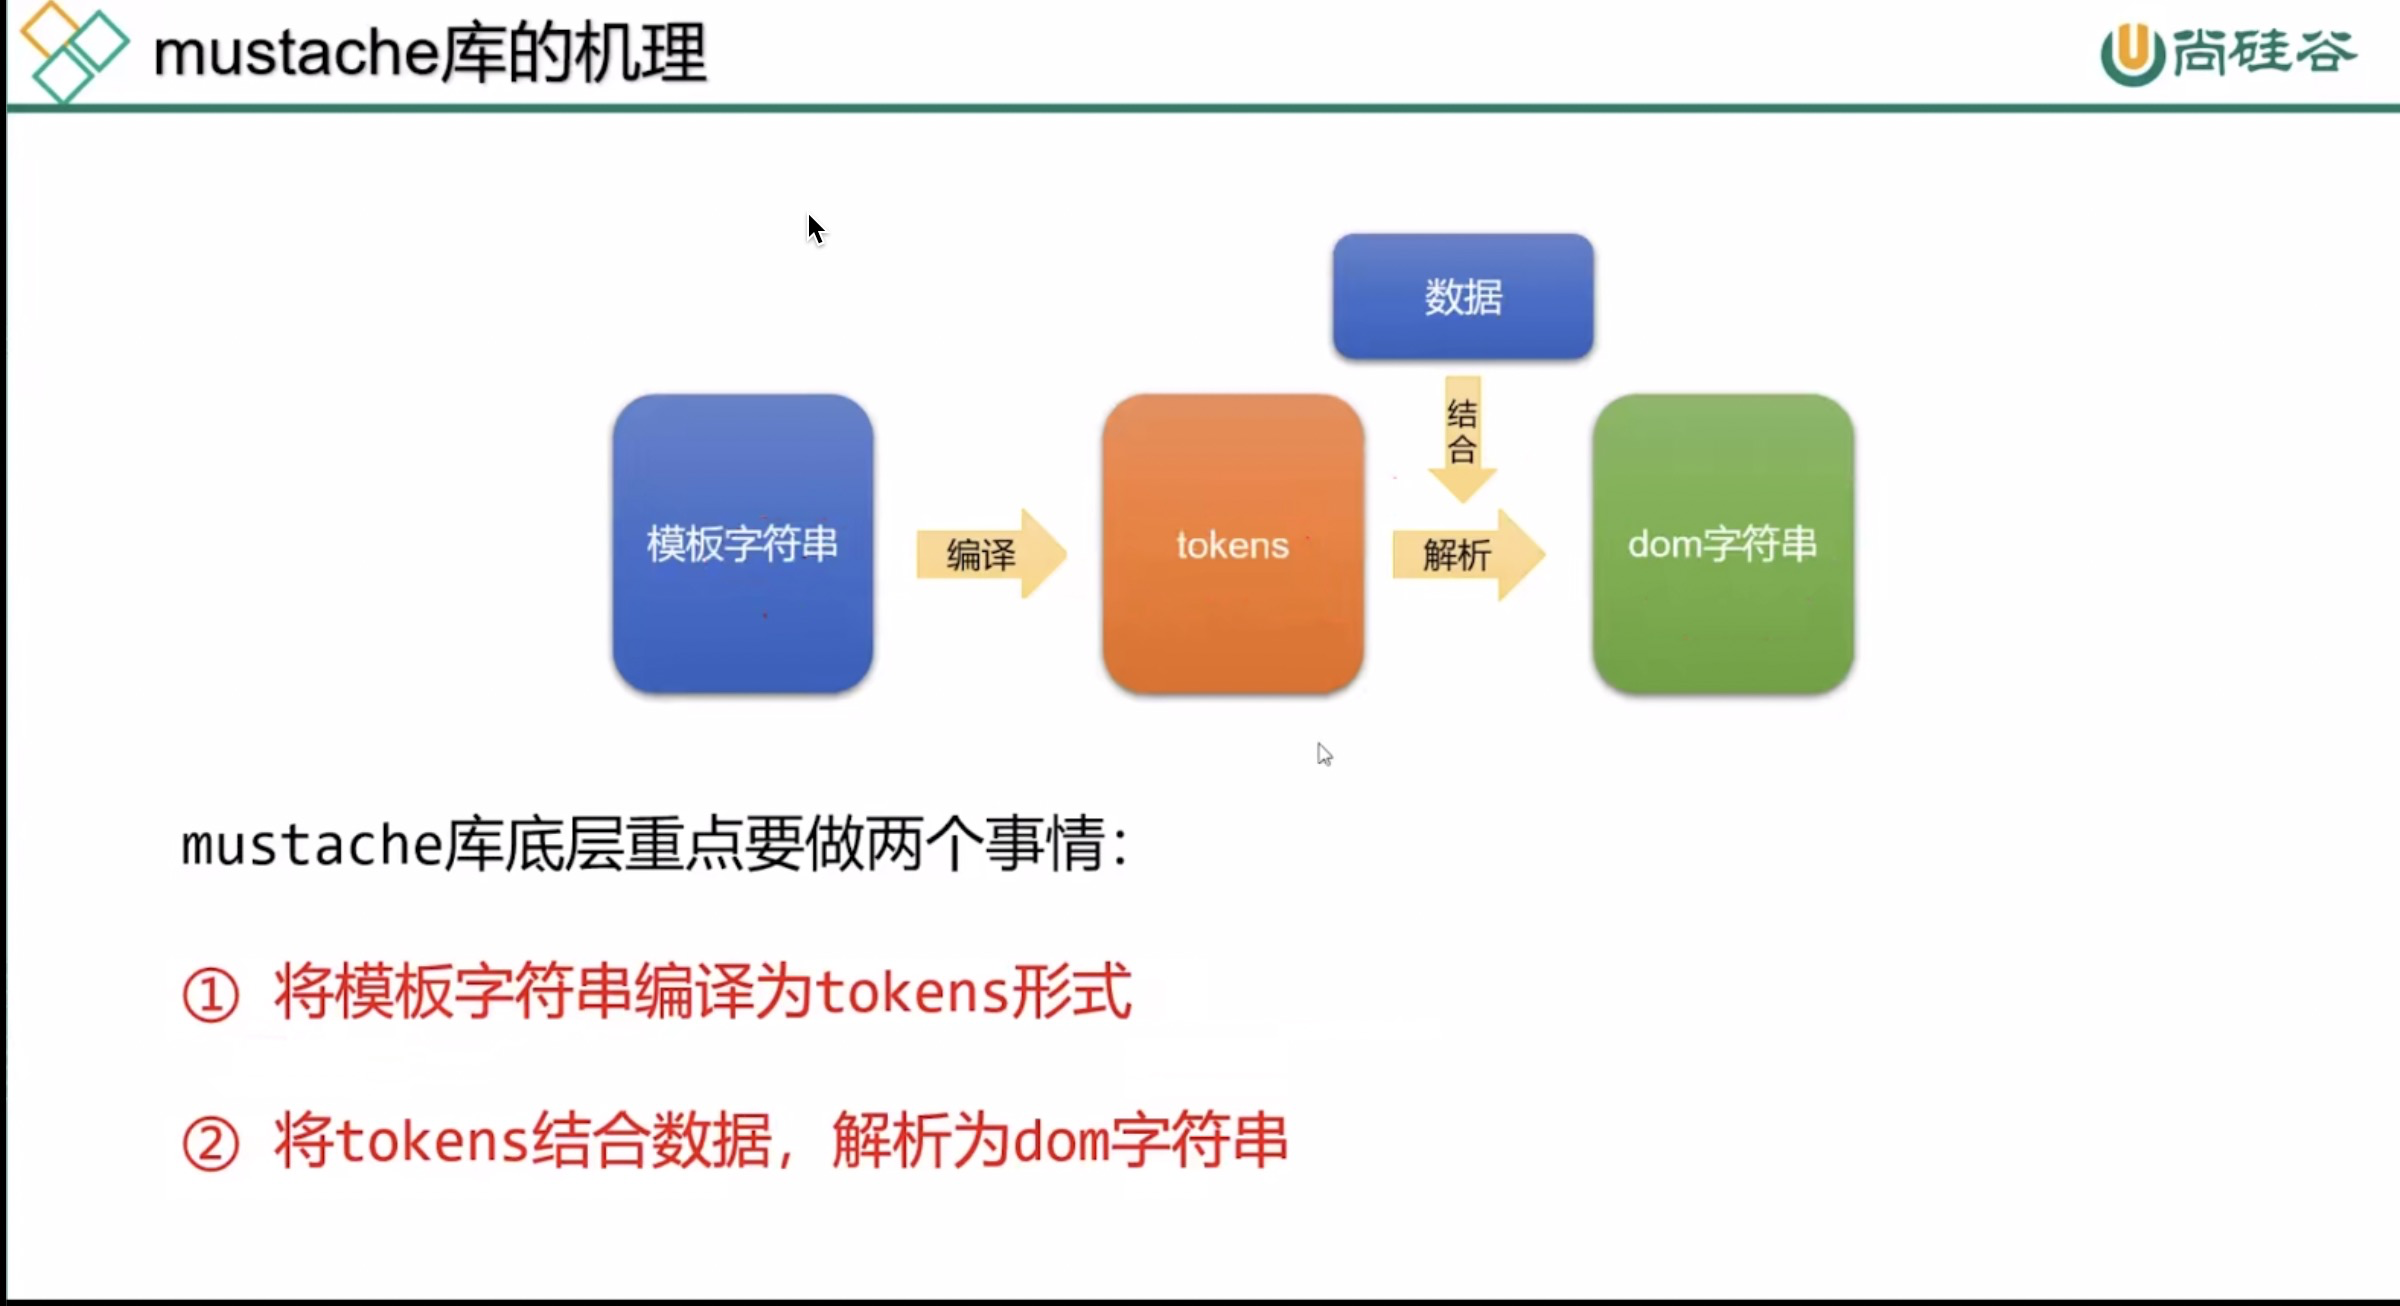 mustache库的机理
尚硅谷
数据
结
合
模板字符串
编译
tokens
解析
dom字符串
mustache库底层重点要做两个事情：
① 将模板字符串编译为tokens形式
② 将tokens结合数据，解析为dom字符串